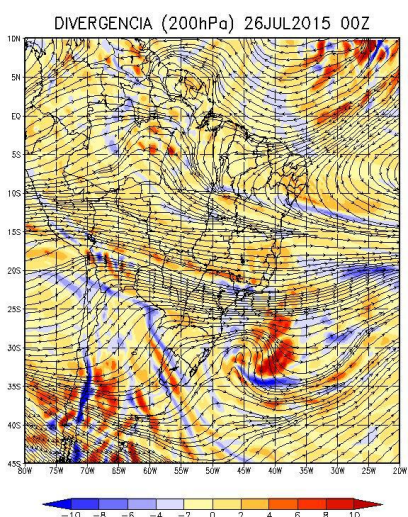 DIVERGENCIA (200hPa) 26JUL2015 00Z
10N
5N
EQ
5S
10S
15S
20S
25S
30S
35S
40S
45S
80W 75W 70W 65W 60W 55W 50W 45W 40W 35W 30W 25W 20W
-10 -8 -6 -4 -2 0 2 4 6 8 10